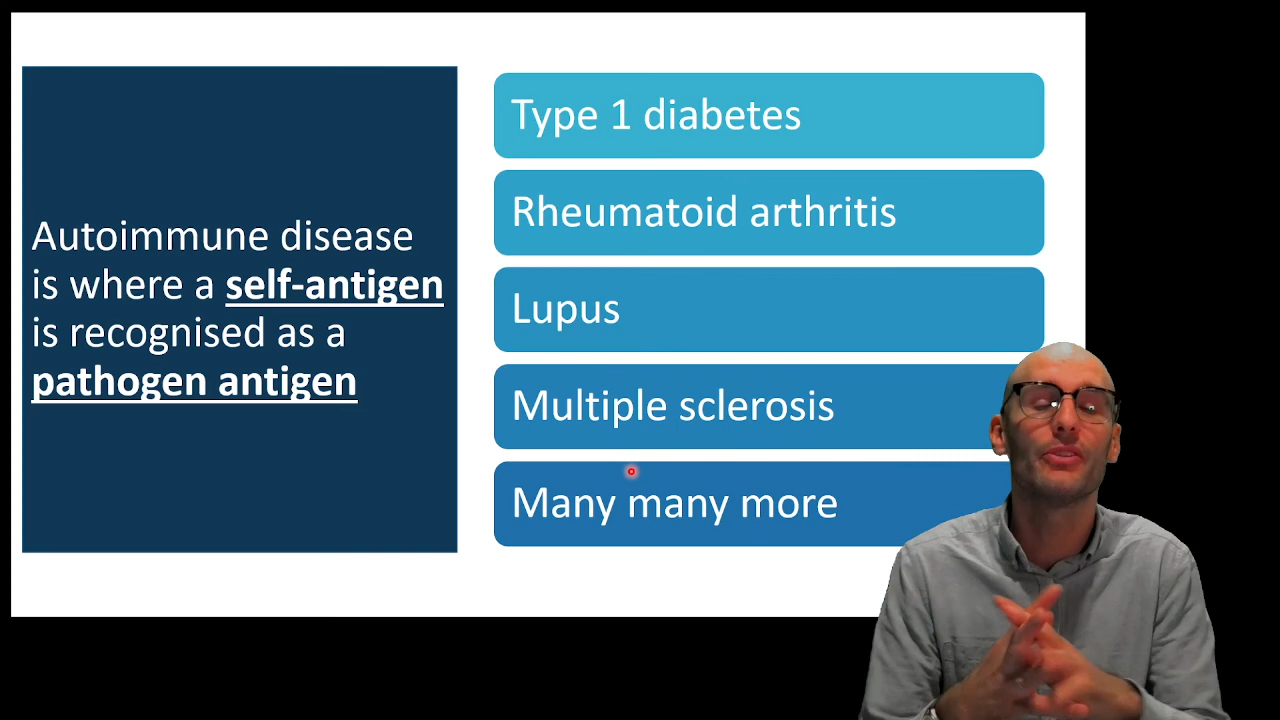 Autoimmune disease
is where a self-antigen
is recognised as a
pathogen antigen
Type 1 diabetes
Rheumatoid arthritis
Lupus
Multiple sclerosis
Many many more